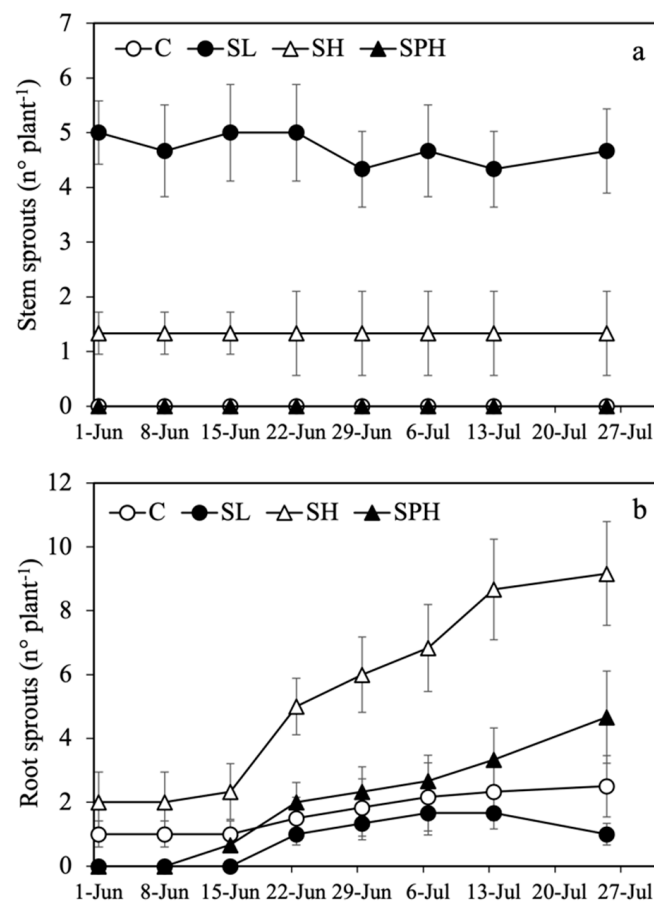 7
6
5
4
3
2
1
0
Stem sprouts (n° plant⁻¹)
C SL SH SPH
a
1-Jun 8-Jun 15-Jun 22-Jun 29-Jun 6-Jul 13-Jul 20-Jul 27-Jul
12
10
8
6
4
2
0
Root sprouts (n° plant⁻¹)
C SL SH SPH
b
1-Jun 8-Jun 15-Jun 22-Jun 29-Jun 6-Jul 13-Jul 20-Jul 27-Jul